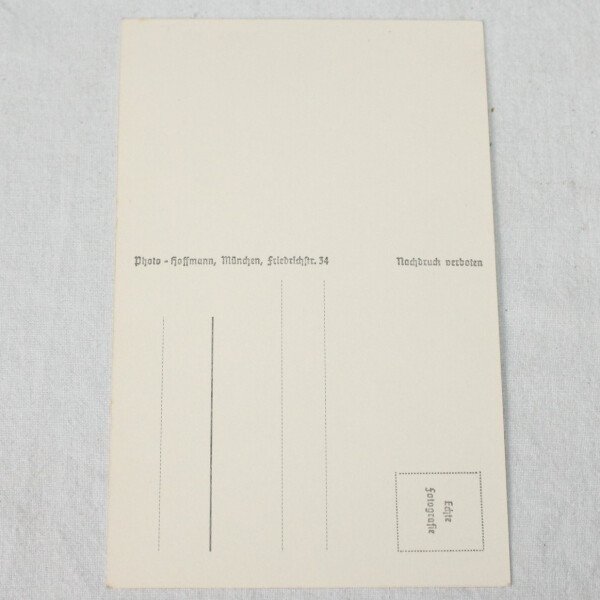 Photo - Hoffmann, München, Friedrichstr. 34
Nachdruck verboten
Echte
Fotografie